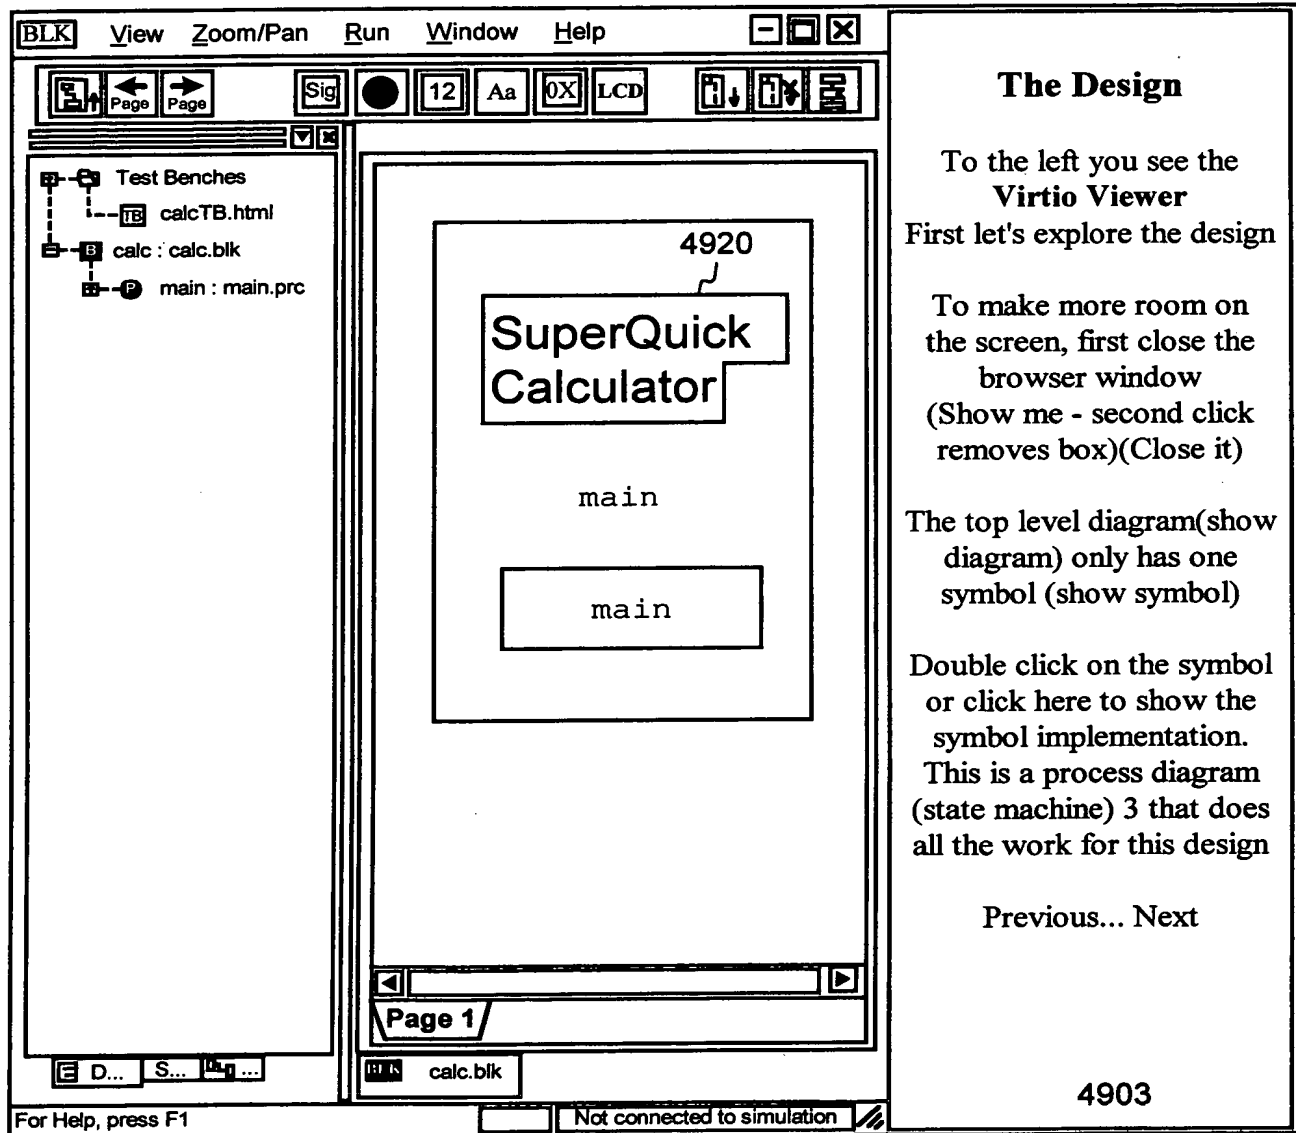 BLK View Zoom/Pan Run Window Help
Page Page Sig 12 Aa 0X LCD
Test Benches
TB calcTB.html
B calc : calc.blk
P main : main.prc
4920
SuperQuick
Calculator
main
main
Page 1
D... S... ...
BLK calc.blk
For Help, press F1
Not connected to simulation
The Design
To the left you see the
Virtio Viewer
First let's explore the design
To make more room on
the screen, first close the
browser window
(Show me - second click
removes box)(Close it)
The top level diagram(show
diagram) only has one
symbol (show symbol)
Double click on the symbol
or click here to show the
symbol implementation.
This is a process diagram
(state machine) 3 that does
all the work for this design
Previous... Next
4903